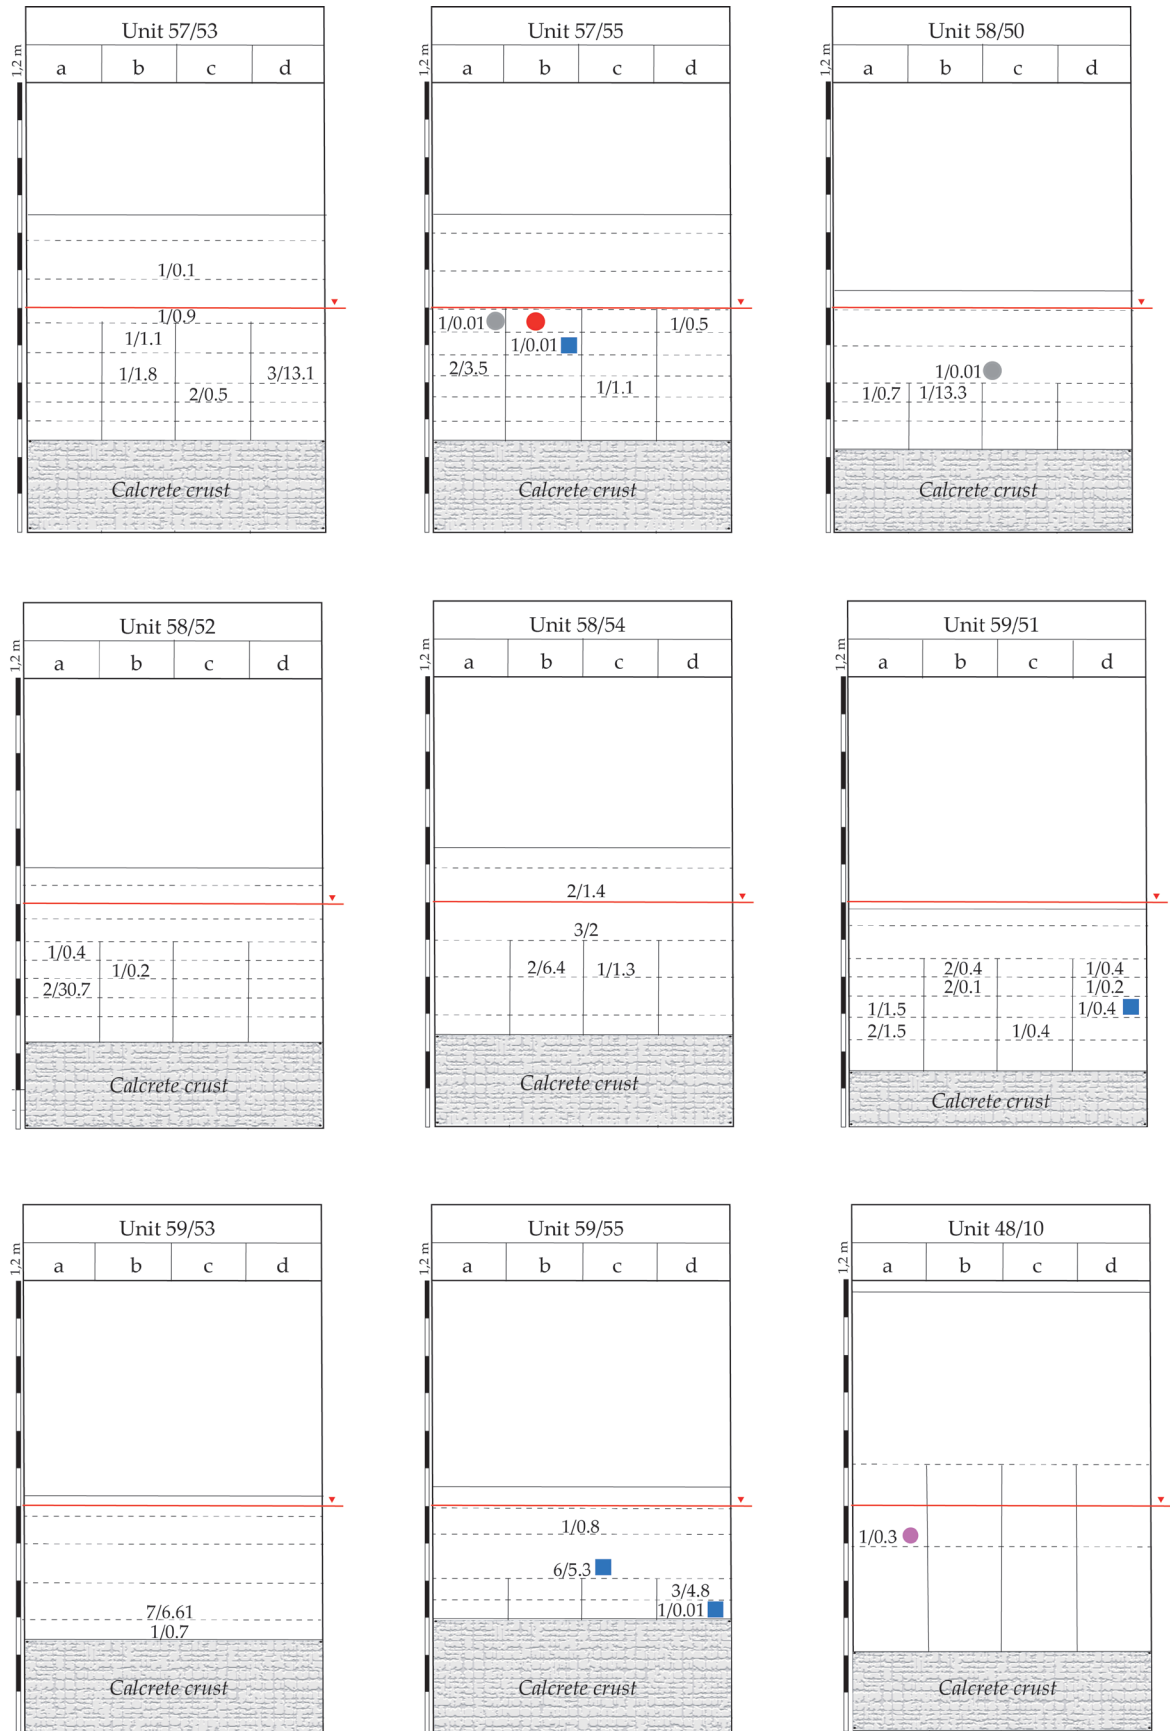 Unit 57/53
1,2 m
a b c d
1/0.1
1/0.9
1/1.1
1/1.8 3/13.1
2/0.5
Calcrete crust
Unit 57/55
1,2 m
a b c d
1/0.01 1/0.5
1/0.01
2/3.5
1/1.1
Calcrete crust
Unit 58/50
1,2 m
a b c d
1/0.01
1/0.7 1/13.3
Calcrete crust
Unit 58/52
1,2 m
a b c d
1/0.4
1/0.2
2/30.7
Calcrete crust
Unit 58/54
1,2 m
a b c d
2/1.4
3/2
2/6.4 1/1.3
Calcrete crust
Unit 59/51
1,2 m
a b c d
2/0.4 1/0.4
2/0.1 1/0.2
1/1.5 1/0.4
2/1.5 1/0.4
Calcrete crust
Unit 59/53
1,2 m
a b c d
7/6.61
1/0.7
Calcrete crust
Unit 59/55
1,2 m
a b c d
1/0.8
6/5.3
3/4.8
1/0.01
Calcrete crust
Unit 48/10
1,2 m
a b c d
1/0.3
Calcrete crust